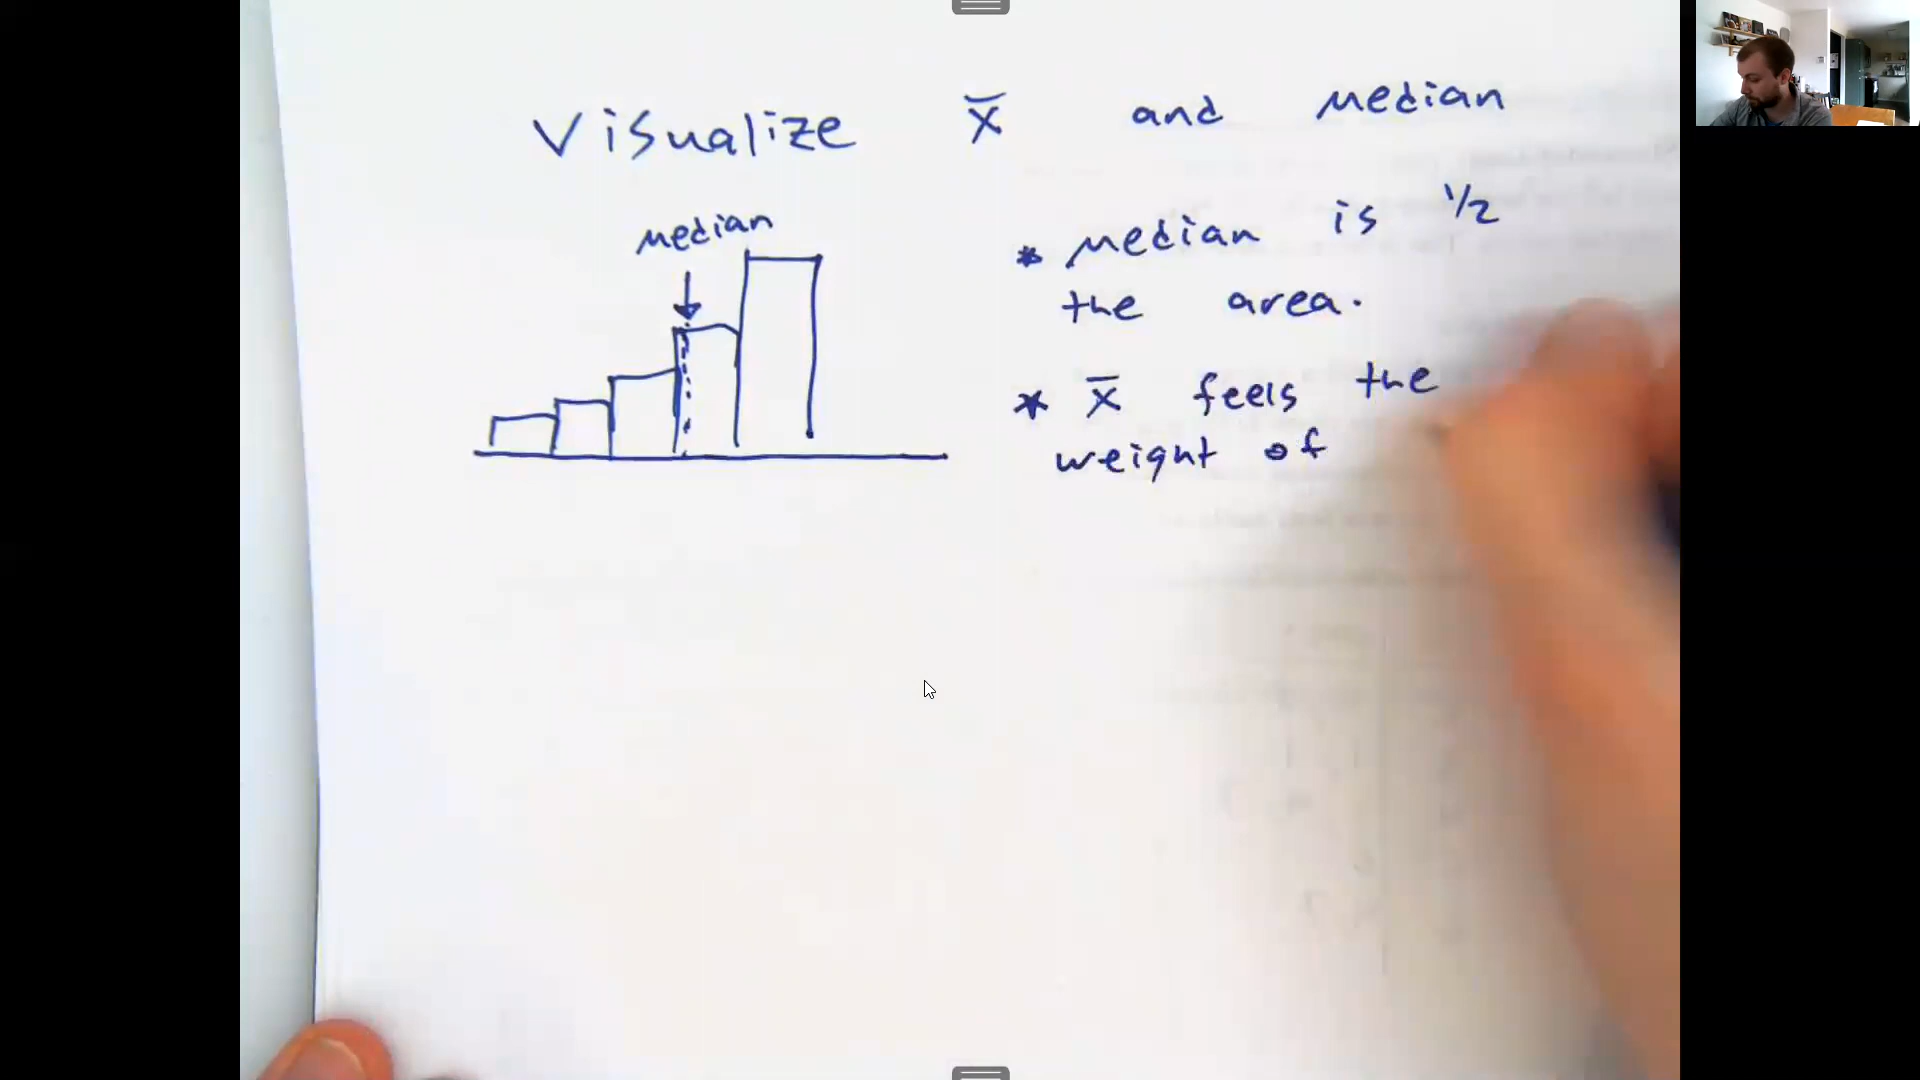 Visualize x̄ and median
median
* median is 1/2
the area.
* x̄ feels the
weight of